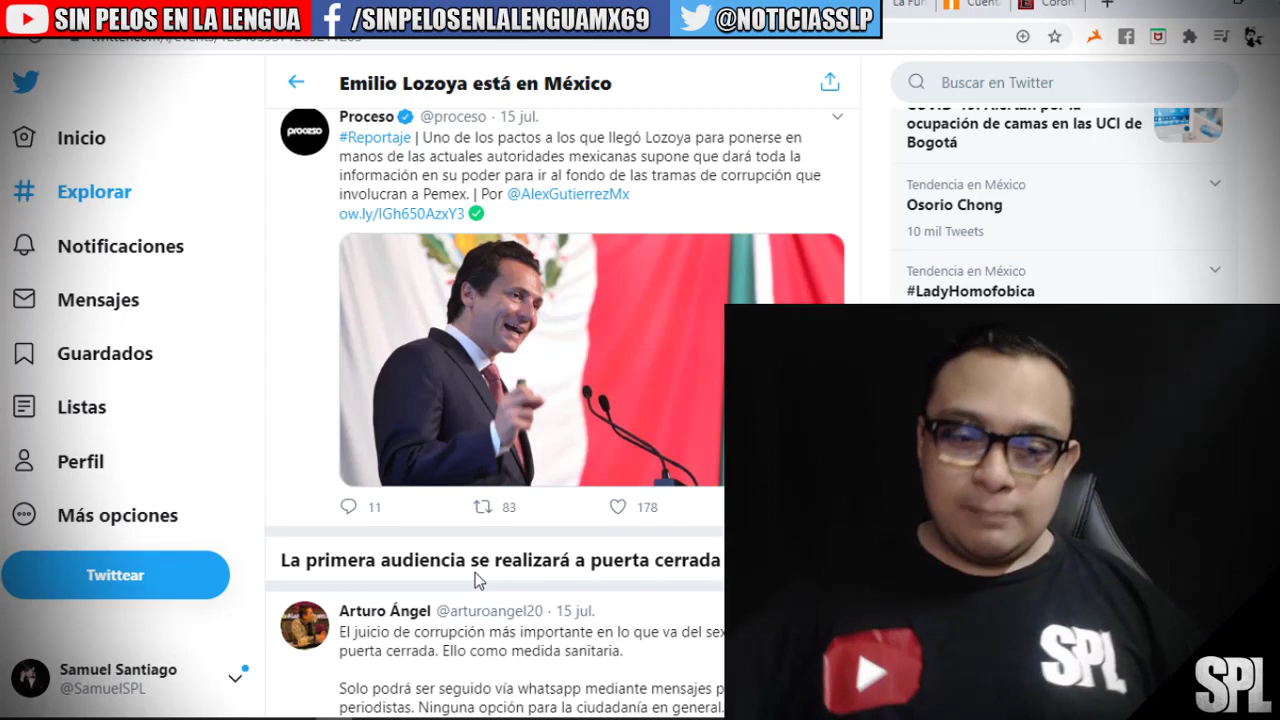 SIN PELOS EN LA LENGUA
/SINPELOSENLALENGUAMX69
@NOTICIASSLP
Emilio Lozoya está en México
Buscar en Twitter
Inicio
Explorar
Notificaciones
Mensajes
Guardados
Listas
Perfil
Más opciones
Twittear
Samuel Santiago
@SamuelSPL
proceso
Proceso @proceso · 15 jul.
#Reportaje | Uno de los pactos a los que llegó Lozoya para ponerse en
manos de las actuales autoridades mexicanas supone que dará toda la
información en su poder para ir al fondo de las tramas de corrupción que
involucran a Pemex. | Por @AlexGutierrezMx
ow.ly/IGh650AzxY3
11
83
178
La primera audiencia se realizará a puerta cerrada
Arturo Ángel @arturoangel20 · 15 jul.
El juicio de corrupción más importante en lo que va del sex
puerta cerrada. Ello como medida sanitaria.
Solo podrá ser seguido vía whatsapp mediante mensajes p
periodistas. Ninguna opción para la ciudadanía en general.
ocupación de camas en las UCI de
Bogotá
Tendencia en México
Osorio Chong
10 mil Tweets
Tendencia en México
#LadyHomofobica
SPL
SPL